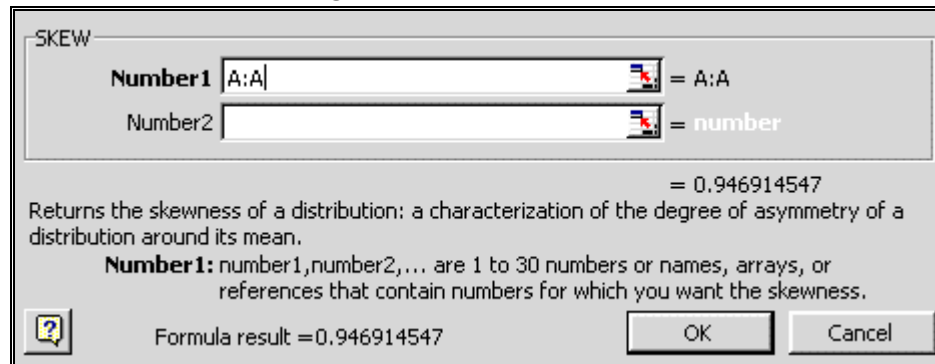 SKEW
Number1 A:A = A:A
Number2 = number
= 0.946914547
Returns the skewness of a distribution: a characterization of the degree of asymmetry of a
distribution around its mean.
Number1: number1,number2,... are 1 to 30 numbers or names, arrays, or
references that contain numbers for which you want the skewness.
? Formula result =0.946914547 OK Cancel